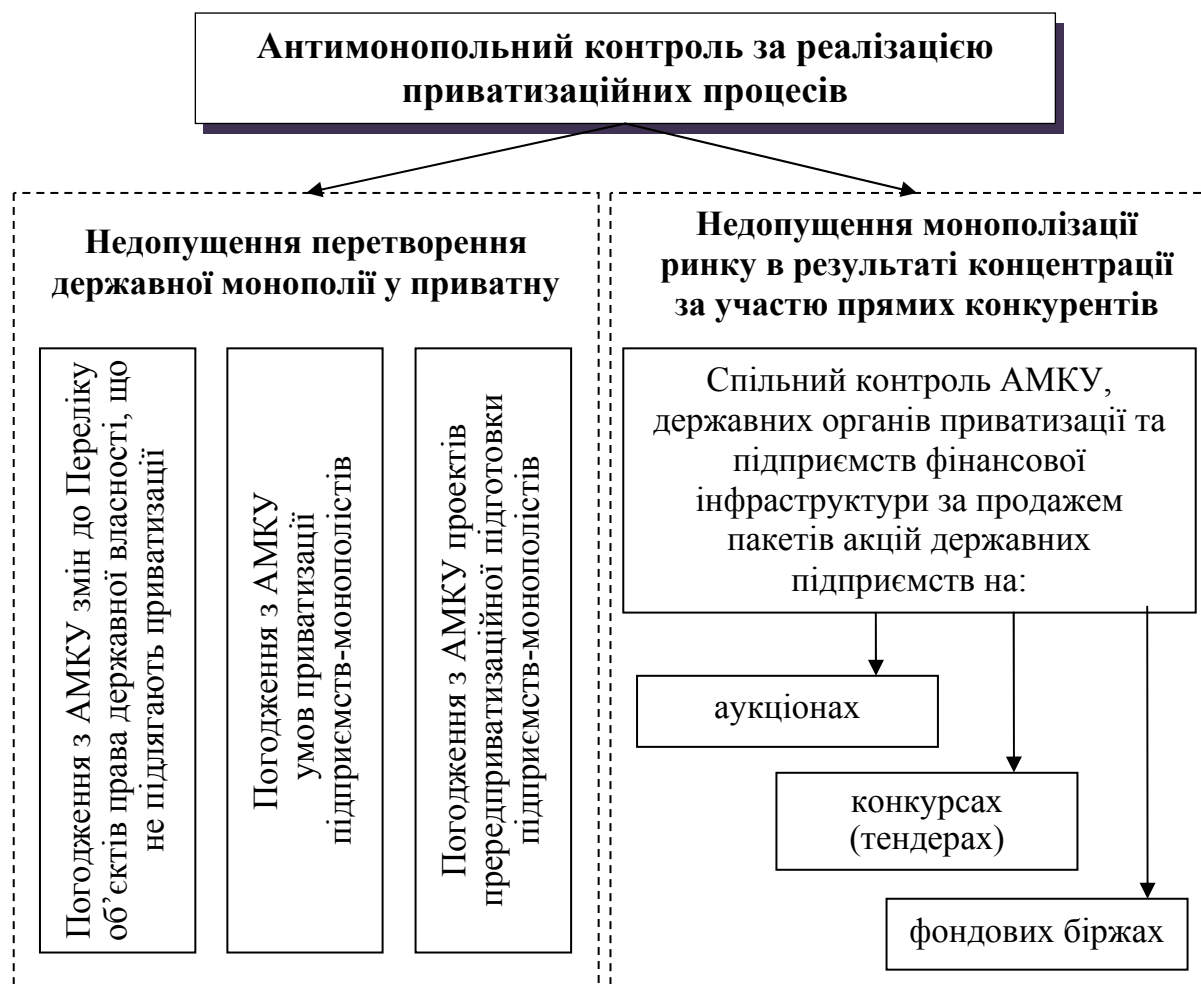 Антимонопольний контроль за реалізацією
приватизаційних процесів
Недопущення перетворення
державної монополії у приватну
Погодження з АМКУ змін до Переліку
об’єктів права державної власності, що
не підлягають приватизації
Погодження з АМКУ
умов приватизації
підприємств-монополістів
Погодження з АМКУ проектів
прередприватизаційної підготовки
підприємств-монополістів
Недопущення монополізації
ринку в результаті концентрації
за участю прямих конкурентів
Спільний контроль АМКУ,
державних органів приватизації та
підприємств фінансової
інфраструктури за продажем
пакетів акцій державних
підприємств на:
аукціонах
конкурсах
(тендерах)
фондових біржах